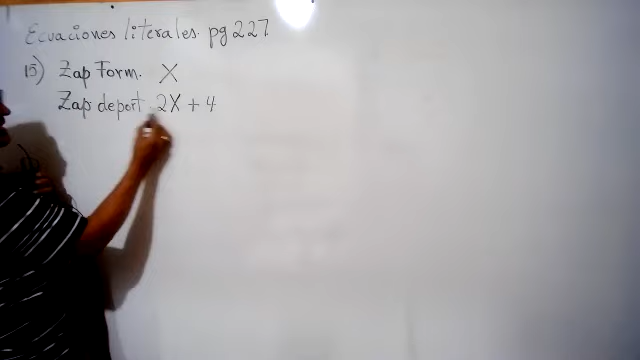 Ecuaciones literales. pg 227
15) Zap Form. X
Zap deport. 2X + 4